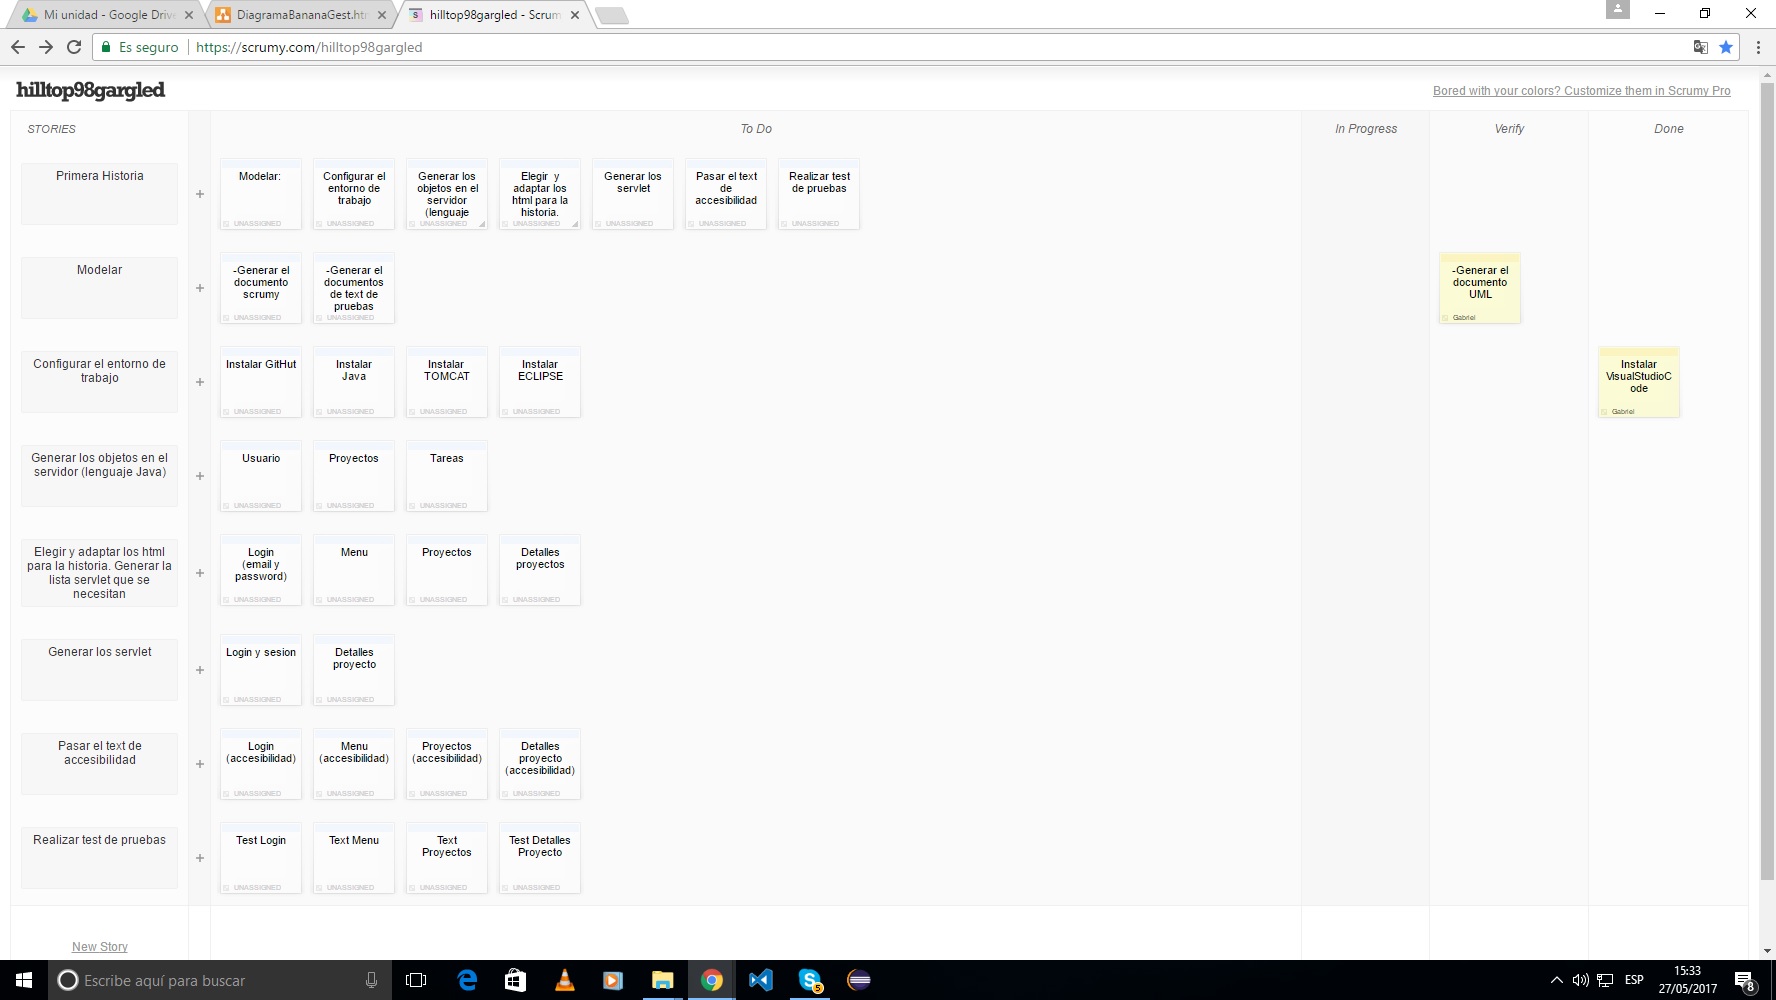 Mi unidad - Google Drive
DiagramaBananaGest.htm
hilltop98gargled - Scrum
Es seguro
https://scrumy.com/hilltop98gargled
hilltop98gargled
Bored with your colors? Customize them in Scrumy Pro
STORIES
To Do
In Progress
Verify
Done
Primera Historia
+
Modelar:
UNASSIGNED
Configurar el
entorno de
trabajo
UNASSIGNED
Generar los
objetos en el
servidor
(lenguaje
UNASSIGNED
Elegir y
adaptar los
html para la
historia.
UNASSIGNED
Generar los
servlet
UNASSIGNED
Pasar el text
de
accesibilidad
UNASSIGNED
Realizar test
de pruebas
UNASSIGNED
Modelar
+
-Generar el
documento
scrumy
UNASSIGNED
-Generar el
documentos
de text de
pruebas
UNASSIGNED
-Generar el
documento
UML
Gabriel
Configurar el entorno de
trabajo
+
Instalar GitHut
UNASSIGNED
Instalar
Java
UNASSIGNED
Instalar
TOMCAT
UNASSIGNED
Instalar
ECLIPSE
UNASSIGNED
Instalar
VisualStudioC
ode
Gabriel
Generar los objetos en el
servidor (lenguaje Java)
+
Usuario
UNASSIGNED
Proyectos
UNASSIGNED
Tareas
UNASSIGNED
Elegir y adaptar los html
para la historia. Generar la
lista servlet que se
necesitan
+
Login
(email y
password)
UNASSIGNED
Menu
UNASSIGNED
Proyectos
UNASSIGNED
Detalles
proyectos
UNASSIGNED
Generar los servlet
+
Login y sesion
UNASSIGNED
Detalles
proyecto
UNASSIGNED
Pasar el text de
accesibilidad
+
Login
(accesibilidad)
UNASSIGNED
Menu
(accesibilidad)
UNASSIGNED
Proyectos
(accesibilidad)
UNASSIGNED
Detalles
proyecto
(accesibilidad)
UNASSIGNED
Realizar test de pruebas
+
Test Login
UNASSIGNED
Text Menu
UNASSIGNED
Text
Proyectos
UNASSIGNED
Test Detalles
Proyecto
UNASSIGNED
New Story
Escribe aquí para buscar
5
ESP
15:33
27/05/2017
8